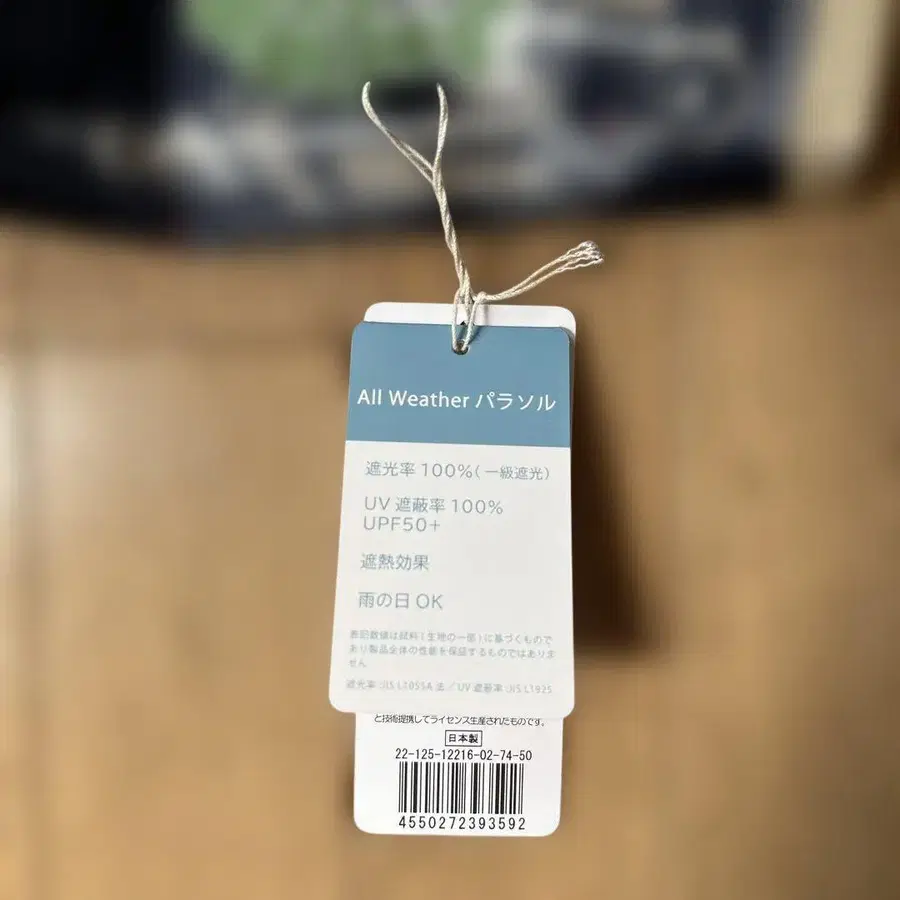 All Weather パラソル
遮光率 100%(一級遮光)
UV 遮蔽率 100%
UPF50+
遮熱効果
雨の日 OK
表記数値は試料(生地の一部)に基づくもので
あり製品全体の性能を保証するものではありま
せん
遮光率:JIS L1055A 法/UV 遮蔽率:JIS L1925
と技術提携してライセンス生産されたものです。
日本製
22-125-12216-02-74-50
4550272393592